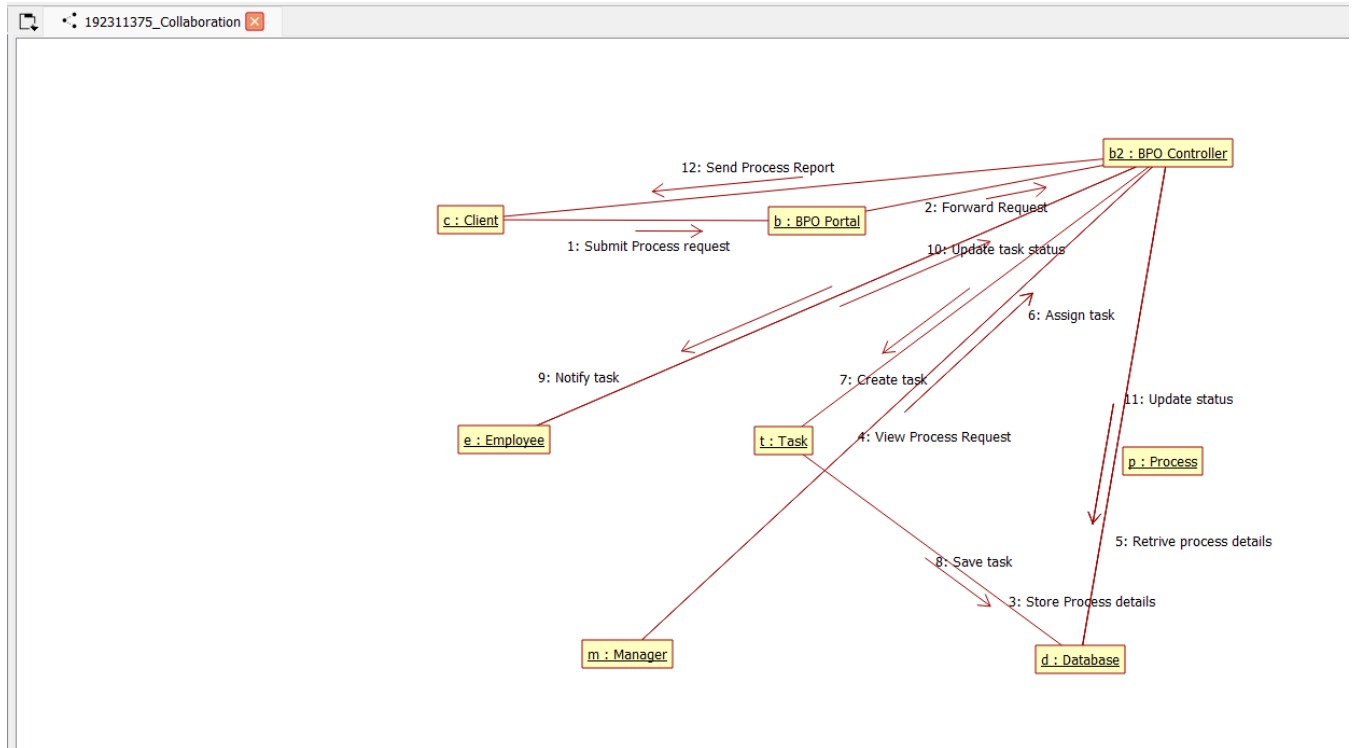 192311375_Collaboration
b2 : BPO Controller
12: Send Process Report
2: Forward Request
c : Client
b : BPO Portal
1: Submit Process request
10: Update task status
6: Assign task
9: Notify task
7: Create task
11: Update status
e : Employee
t : Task
4: View Process Request
p : Process
5: Retrive process details
8: Save task
3: Store Process details
m : Manager
d : Database